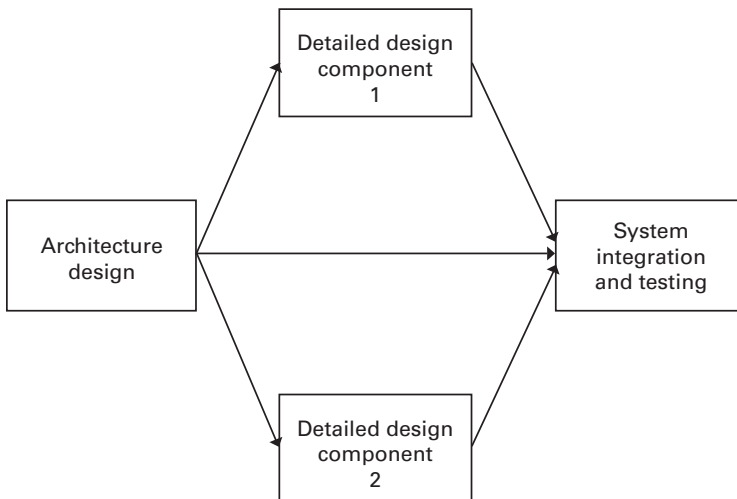 Detailed design
component
1
Architecture
design
System
integration
and testing
Detailed design
component
2